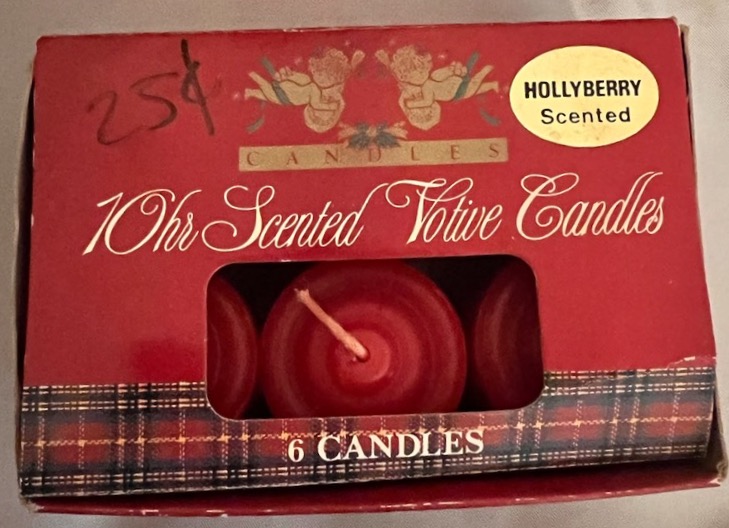 25¢
HOLLYBERRY
Scented
CANDLES
10hr Scented Votive Candles
6 CANDLES